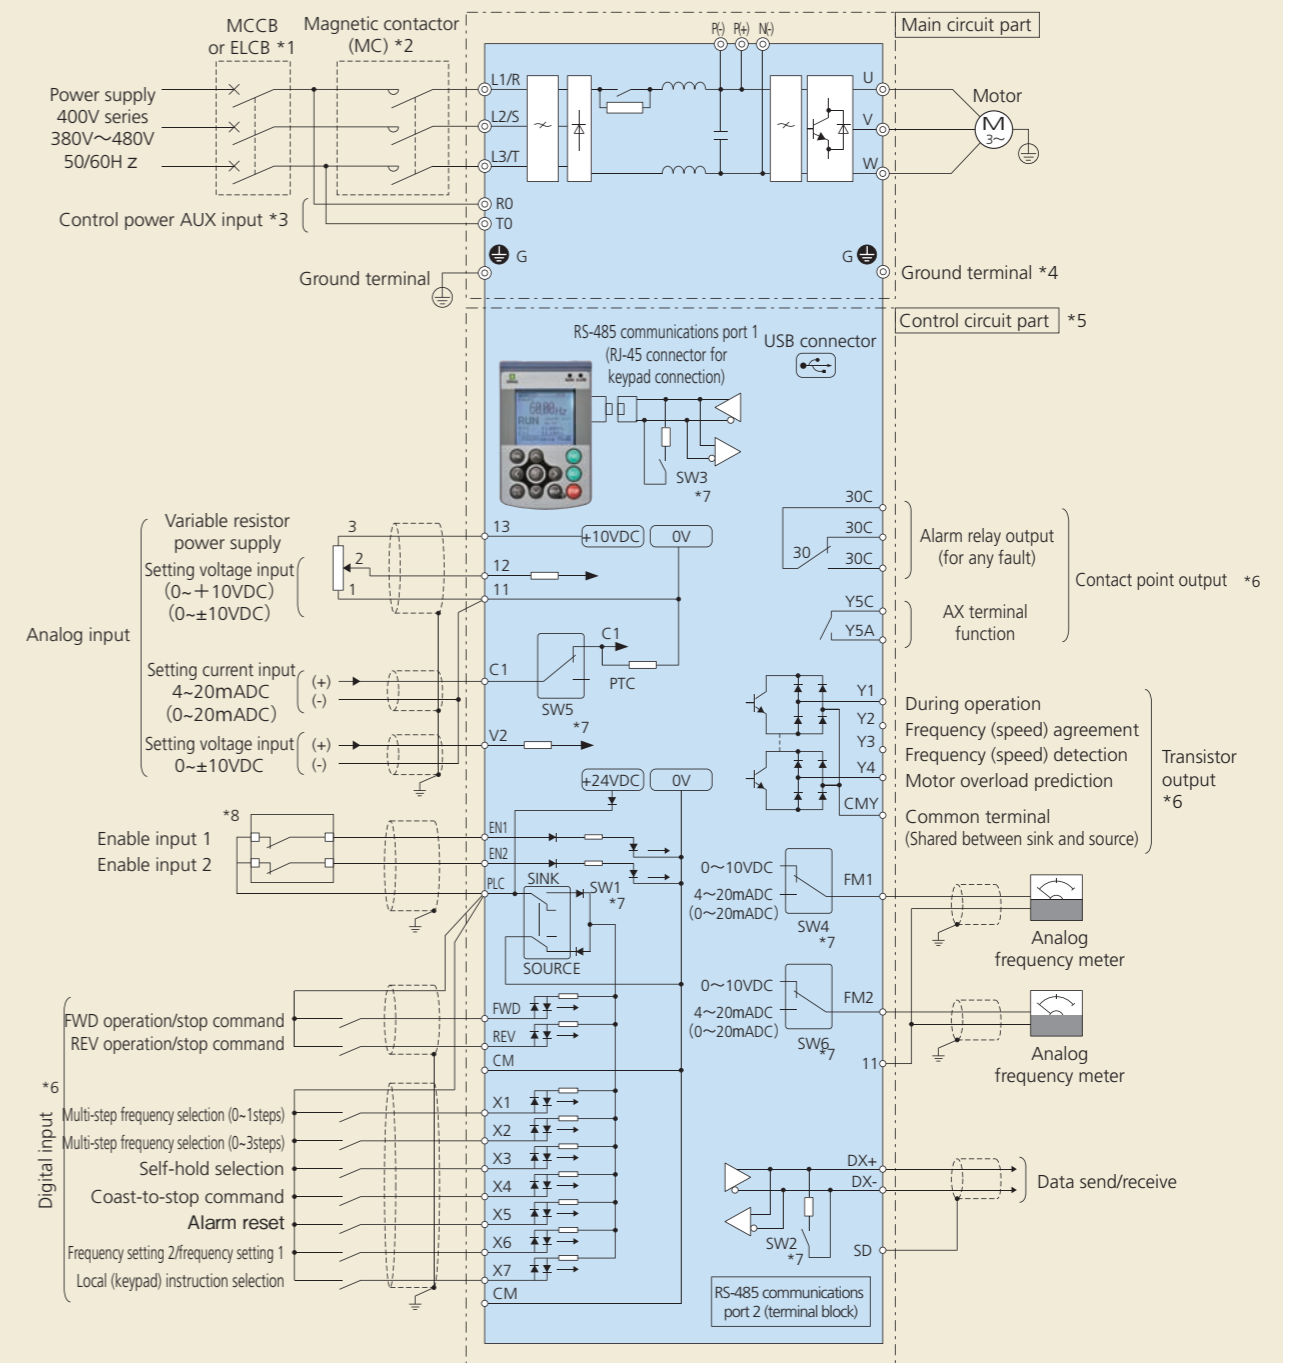 MCCB
or ELCB *1
Magnetic contactor
(MC) *2
P(-) P(+) N(-)
Main circuit part
Power supply
400V series
380V～480V
50/60H z
L1/R
L2/S
L3/T
U
V
W
Motor
M
3~
Control power AUX input *3
R0
T0
G
G
Ground terminal
Ground terminal *4
Control circuit part *5
RS-485 communications port 1
(RJ-45 connector for
keypad connection)
USB connector
60.00Hz
RUN
SW3
*7
30C
30C
30
30C
Alarm relay output
(for any fault)
Contact point output *6
Y5C
Y5A
AX terminal
function
Analog input
Variable resistor
power supply
Setting voltage input
(0~＋10VDC)
(0~±10VDC)
3
2
1
13
12
11
+10VDC
0V
Setting current input
4~20mADC
(0~20mADC)
(+)
(-)
C1
C1
PTC
SW5
*7
Setting voltage input
0~±10VDC
(+)
(-)
V2
+24VDC
0V
Y1
Y2
Y3
Y4
CMY
During operation
Frequency (speed) agreement
Frequency (speed) detection
Motor overload prediction
Common terminal
(Shared between sink and source)
Transistor
output
*6
*8
Enable input 1
Enable input 2
EN1
EN2
PLC
SINK
SW1
*7
SOURCE
0～10VDC
4～20mADC
(0～20mADC)
FM1
SW4
*7
Analog
frequency meter
0～10VDC
4～20mADC
(0～20mADC)
FM2
SW6
*7
Analog
frequency meter
11
*6
Digital input
FWD operation/stop command
REV operation/stop command
FWD
REV
CM
Multi-step frequency selection (0~1steps)
Multi-step frequency selection (0~3steps)
Self-hold selection
Coast-to-stop command
Alarm reset
Frequency setting 2/frequency setting 1
Local (keypad) instruction selection
X1
X2
X3
X4
X5
X6
X7
CM
DX+
DX-
Data send/receive
SW2
*7
SD
RS-485 communications
port 2 (terminal block)